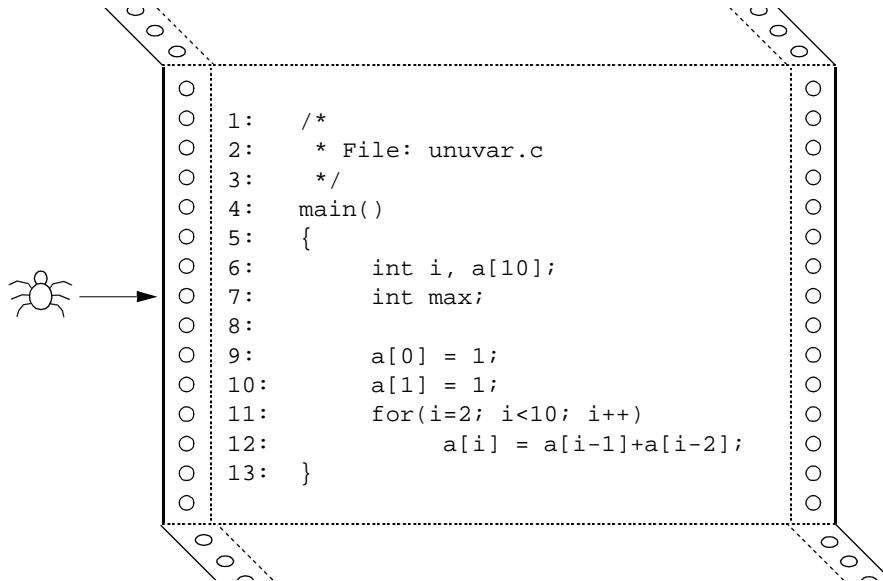 1:    /*
2:     * File: unuvar.c
3:     */
4:    main()
5:    {
6:         int i, a[10];
7:         int max;
8:
9:         a[0] = 1;
10:        a[1] = 1;
11:        for(i=2; i<10; i++)
12:             a[i] = a[i-1]+a[i-2];
13:   }